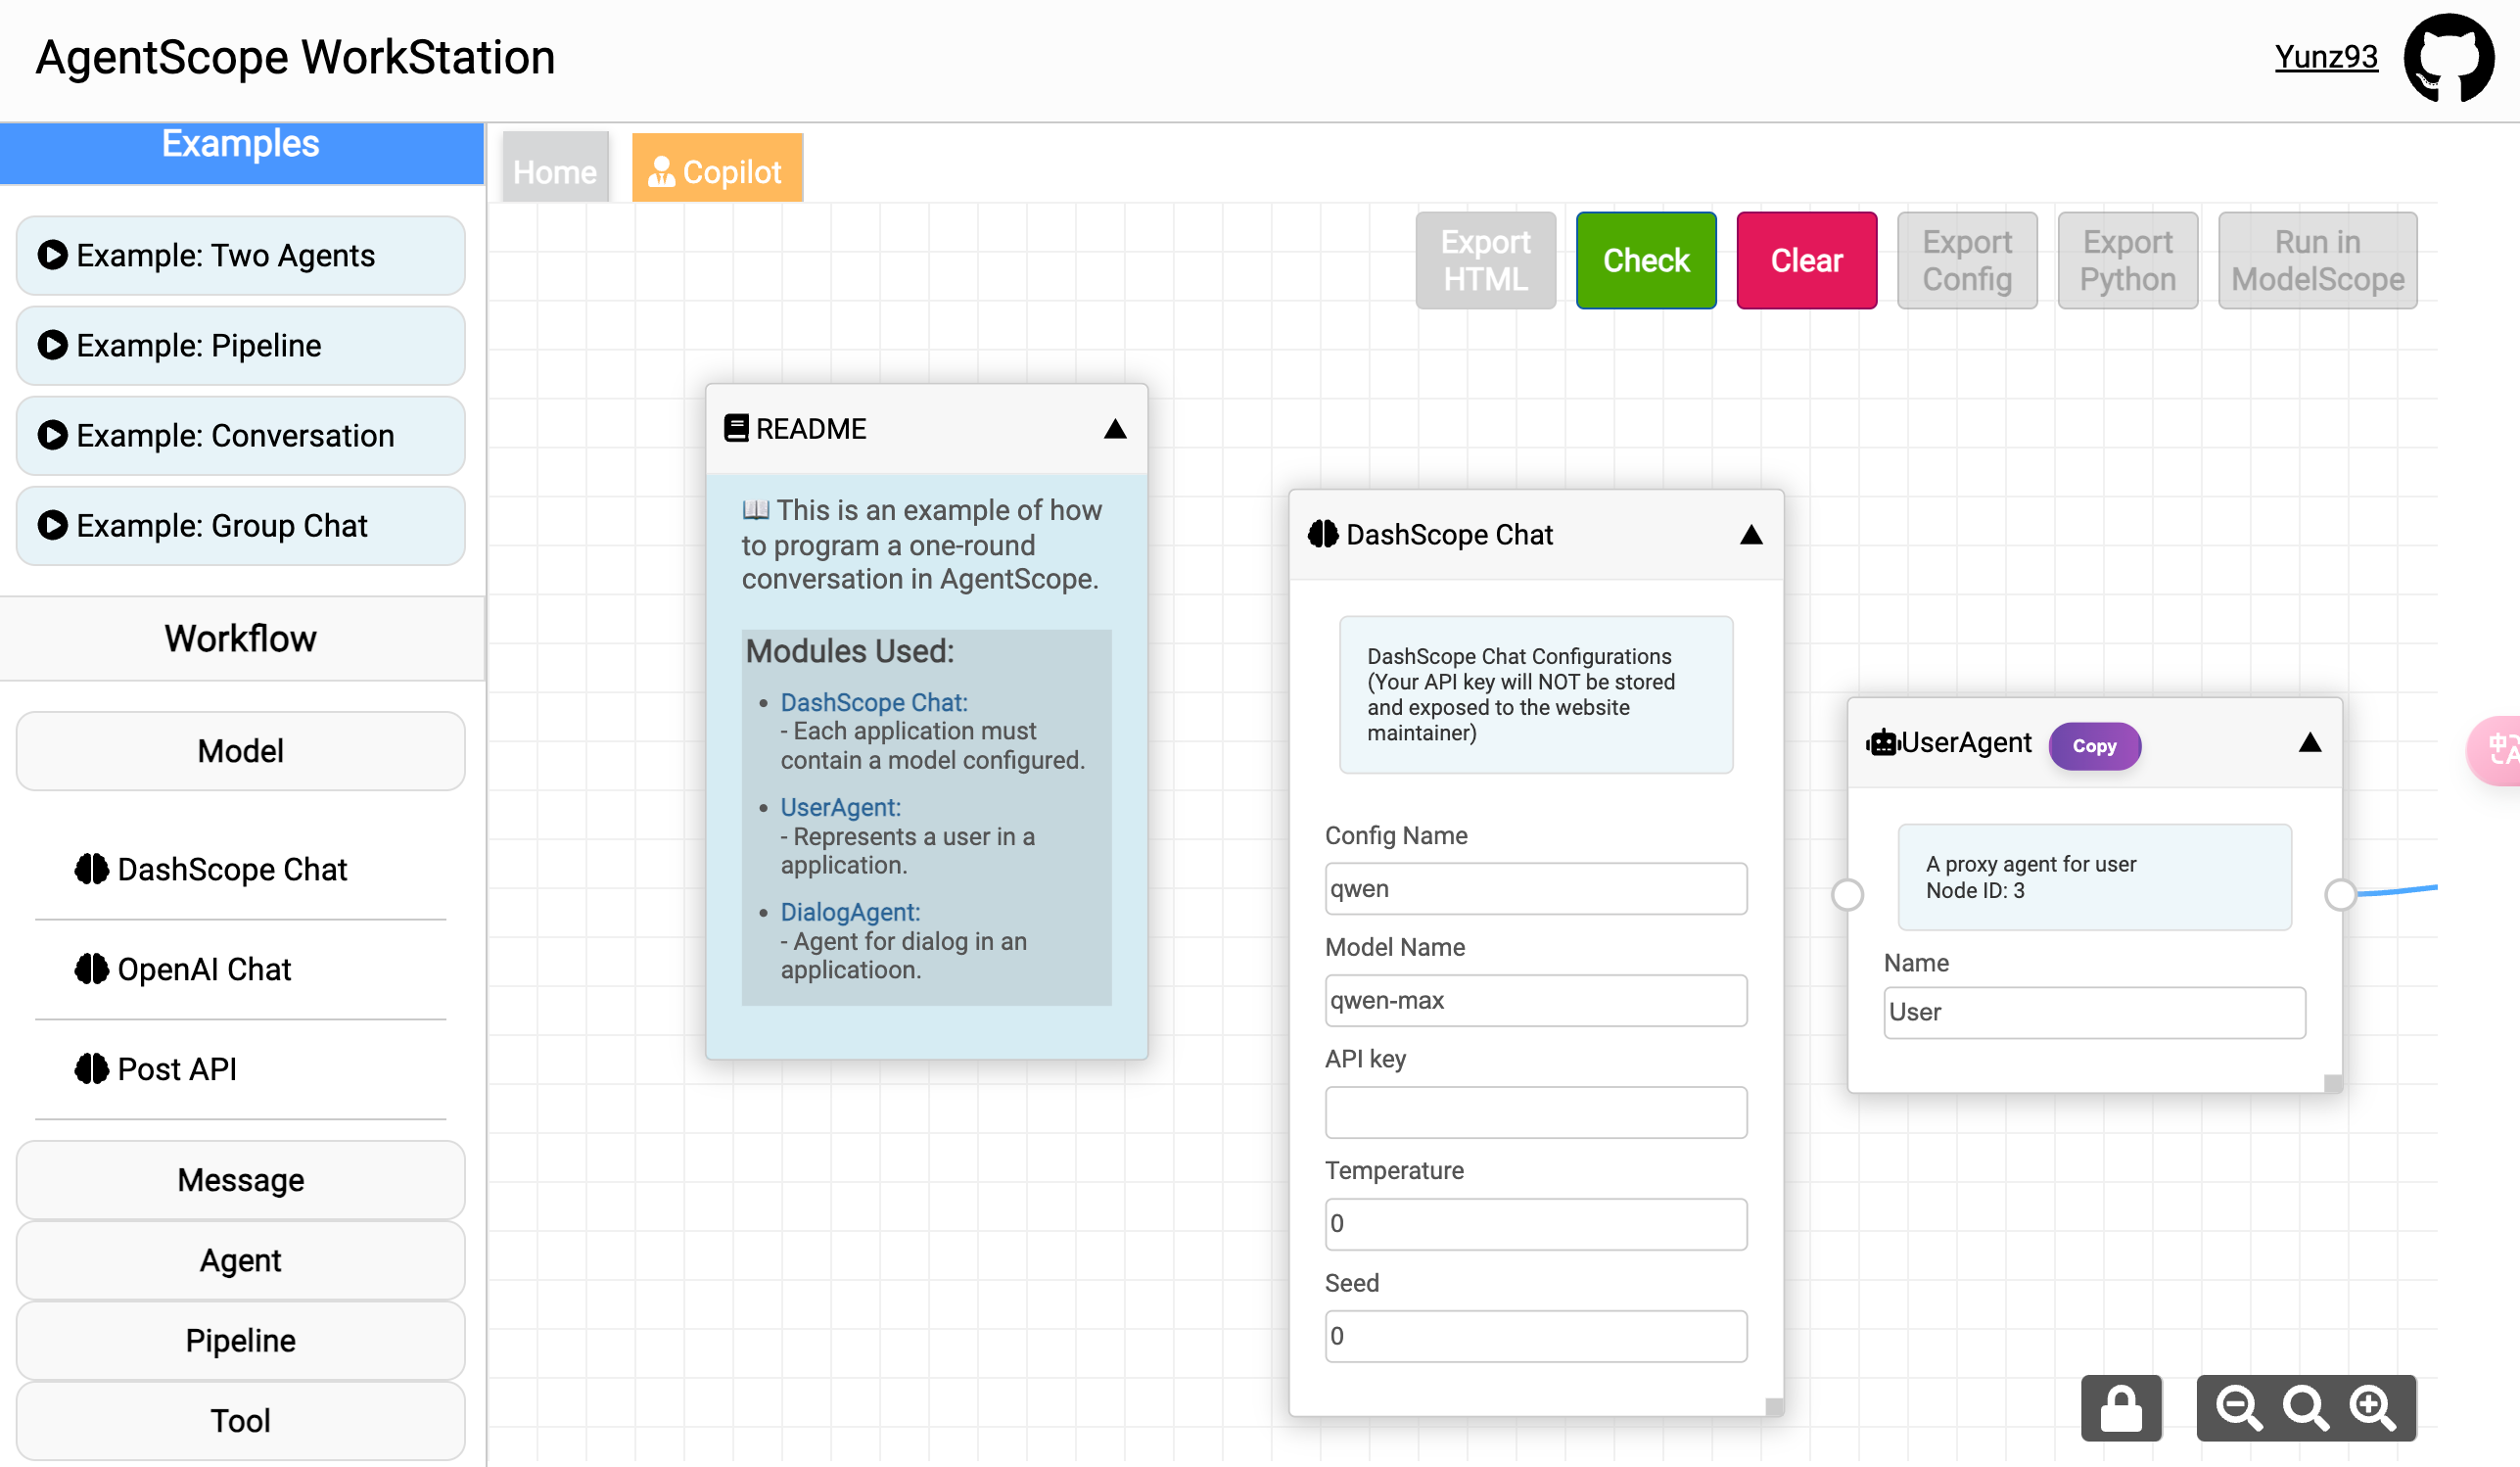 AgentScope WorkStation
Yunz93
Examples
Example: Two Agents
Example: Pipeline
Example: Conversation
Example: Group Chat
Workflow
Model
DashScope Chat
OpenAI Chat
Post API
Message
Agent
Pipeline
Tool
Home
Copilot
Export
HTML
Check
Clear
Export
Config
Export
Python
Run in
ModelScope
README
This is an example of how
to program a one-round
conversation in AgentScope.
Modules Used:
• DashScope Chat:
- Each application must
contain a model configured.
• UserAgent:
- Represents a user in a
application.
• DialogAgent:
- Agent for dialog in an
applicatioon.
DashScope Chat
DashScope Chat Configurations
(Your API key will NOT be stored
and exposed to the website
maintainer)
Config Name
qwen
Model Name
qwen-max
API key
Temperature
0
Seed
0
UserAgent
Copy
A proxy agent for user
Node ID: 3
Name
User
中A